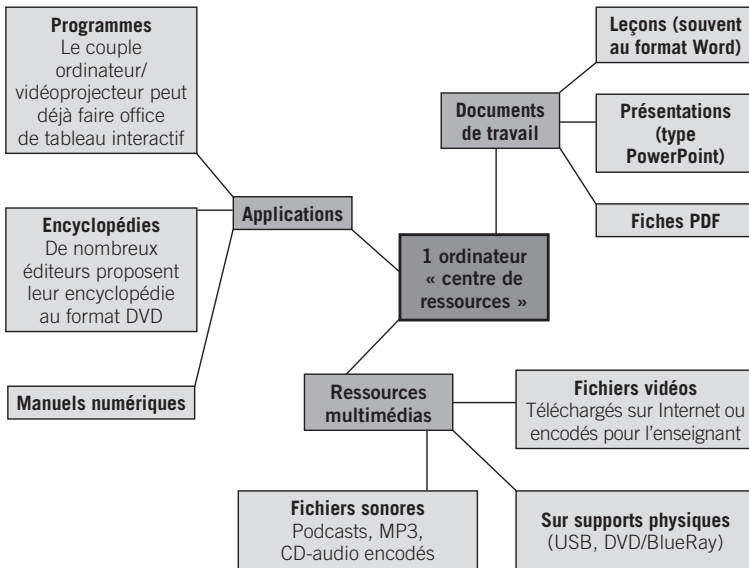 Programmes
Le couple
ordinateur/
vidéoprojecteur peut
déjà faire office
de tableau interactif
Encyclopédies
De nombreux
éditeurs proposent
leur encyclopédie
au format DVD
Manuels numériques
Applications
Documents
de travail
Leçons (souvent
au format Word)
Présentations
(type
PowerPoint)
Fiches PDF
1 ordinateur
« centre de
ressources »
Ressources
multimédias
Fichiers vidéos
Téléchargés sur Internet ou
encodés pour l'enseignant
Fichiers sonores
Podcasts, MP3,
CD-audio encodés
Sur supports physiques
(USB, DVD/BlueRay)